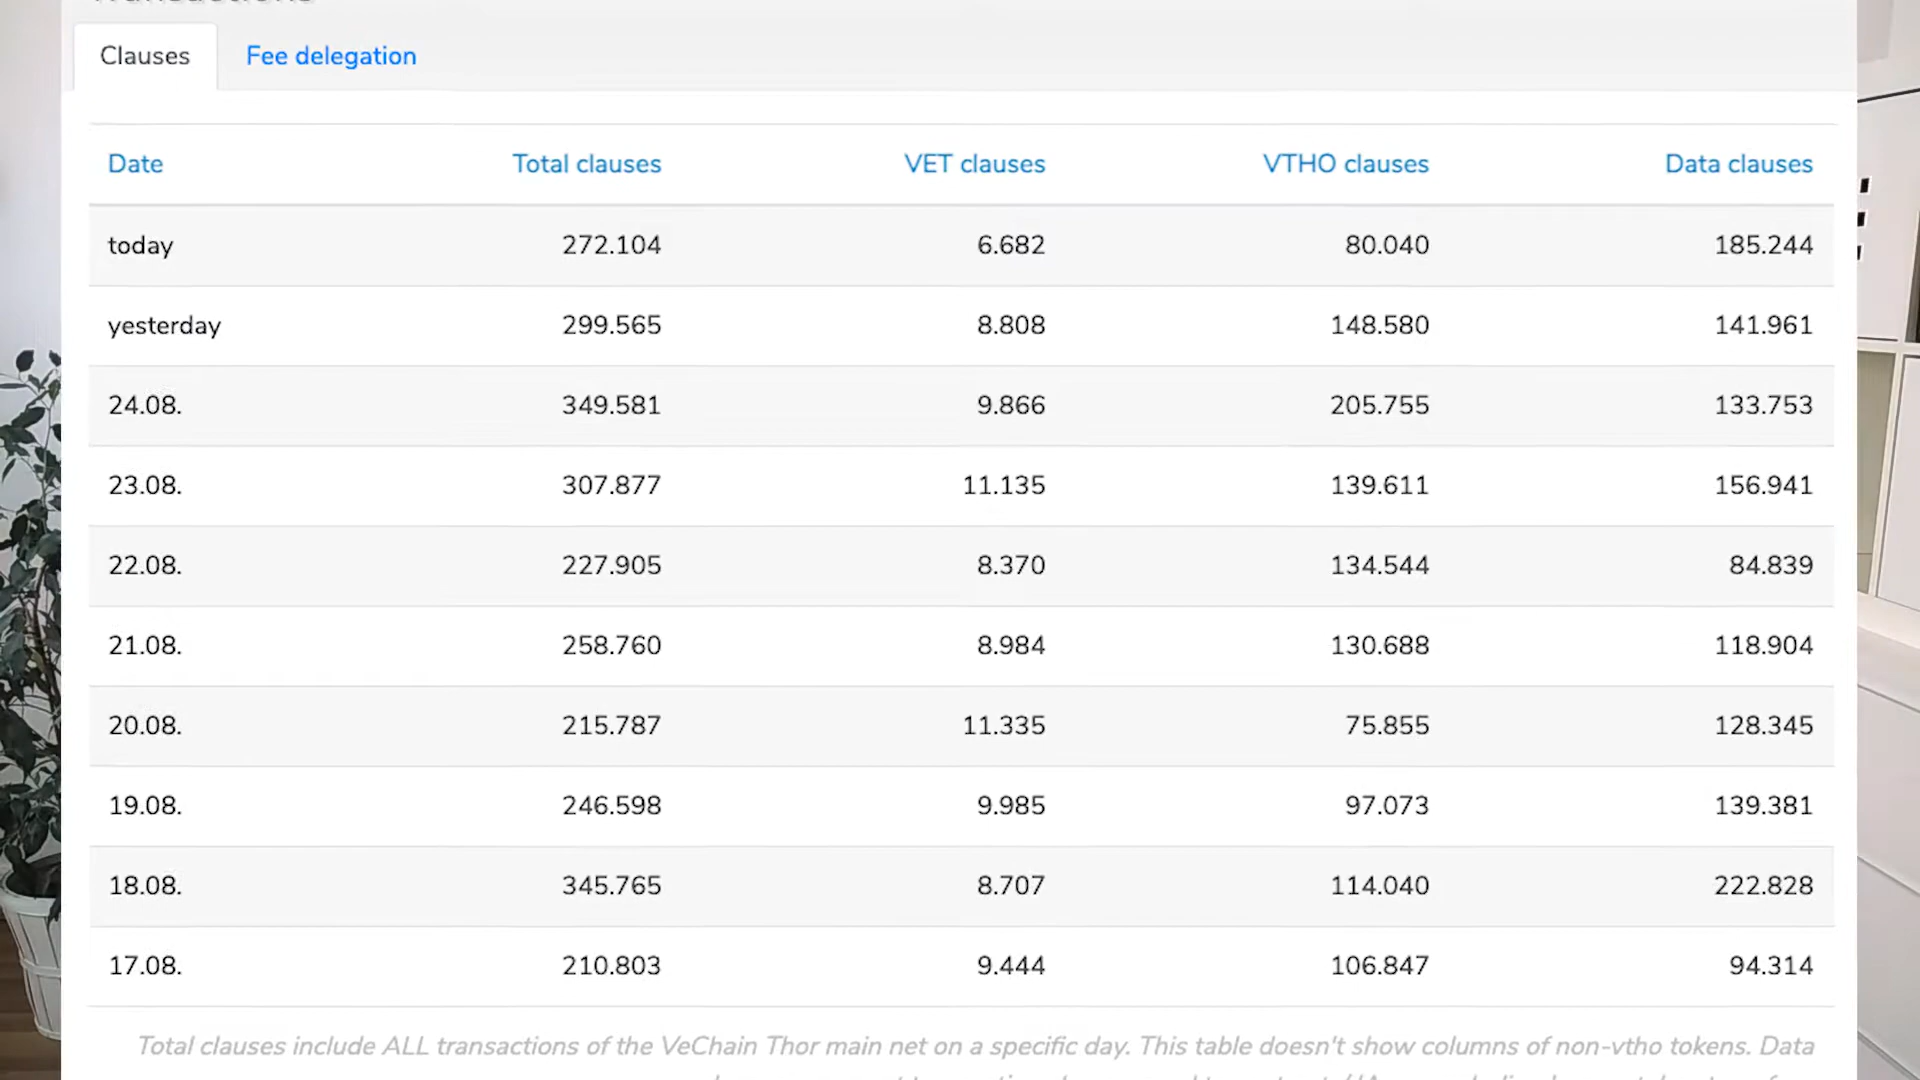 Transactions
Clauses Fee delegation
Date Total clauses VET clauses VTHO clauses Data clauses
today 272.104 6.682 80.040 185.244
yesterday 299.565 8.808 148.580 141.961
24.08. 349.581 9.866 205.755 133.753
23.08. 307.877 11.135 139.611 156.941
22.08. 227.905 8.370 134.544 84.839
21.08. 258.760 8.984 130.688 118.904
20.08. 215.787 11.335 75.855 128.345
19.08. 246.598 9.985 97.073 139.381
18.08. 345.765 8.707 114.040 222.828
17.08. 210.803 9.444 106.847 94.314
Total clauses include ALL transactions of the VeChain Thor main net on a specific day. This table doesn't show columns of non-vtho tokens. Data